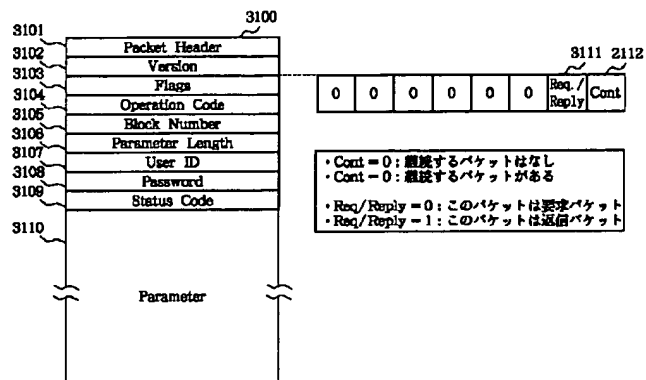 3100
3101
Packet Header
3102
Version
3103
Flags
3104
Operation Code
3105
Block Number
3106
Parameter Length
3107
User ID
3108
Password
3109
Status Code
3110
Parameter
3111
2112
0 0 0 0 0 0 Req./Reply Cont
・Cont=0:継続するパケットはなし
・Cont=0:継続するパケットがある
・Req/Reply=0:このパケットは要求パケット
・Req/Reply=1:このパケットは返信パケット